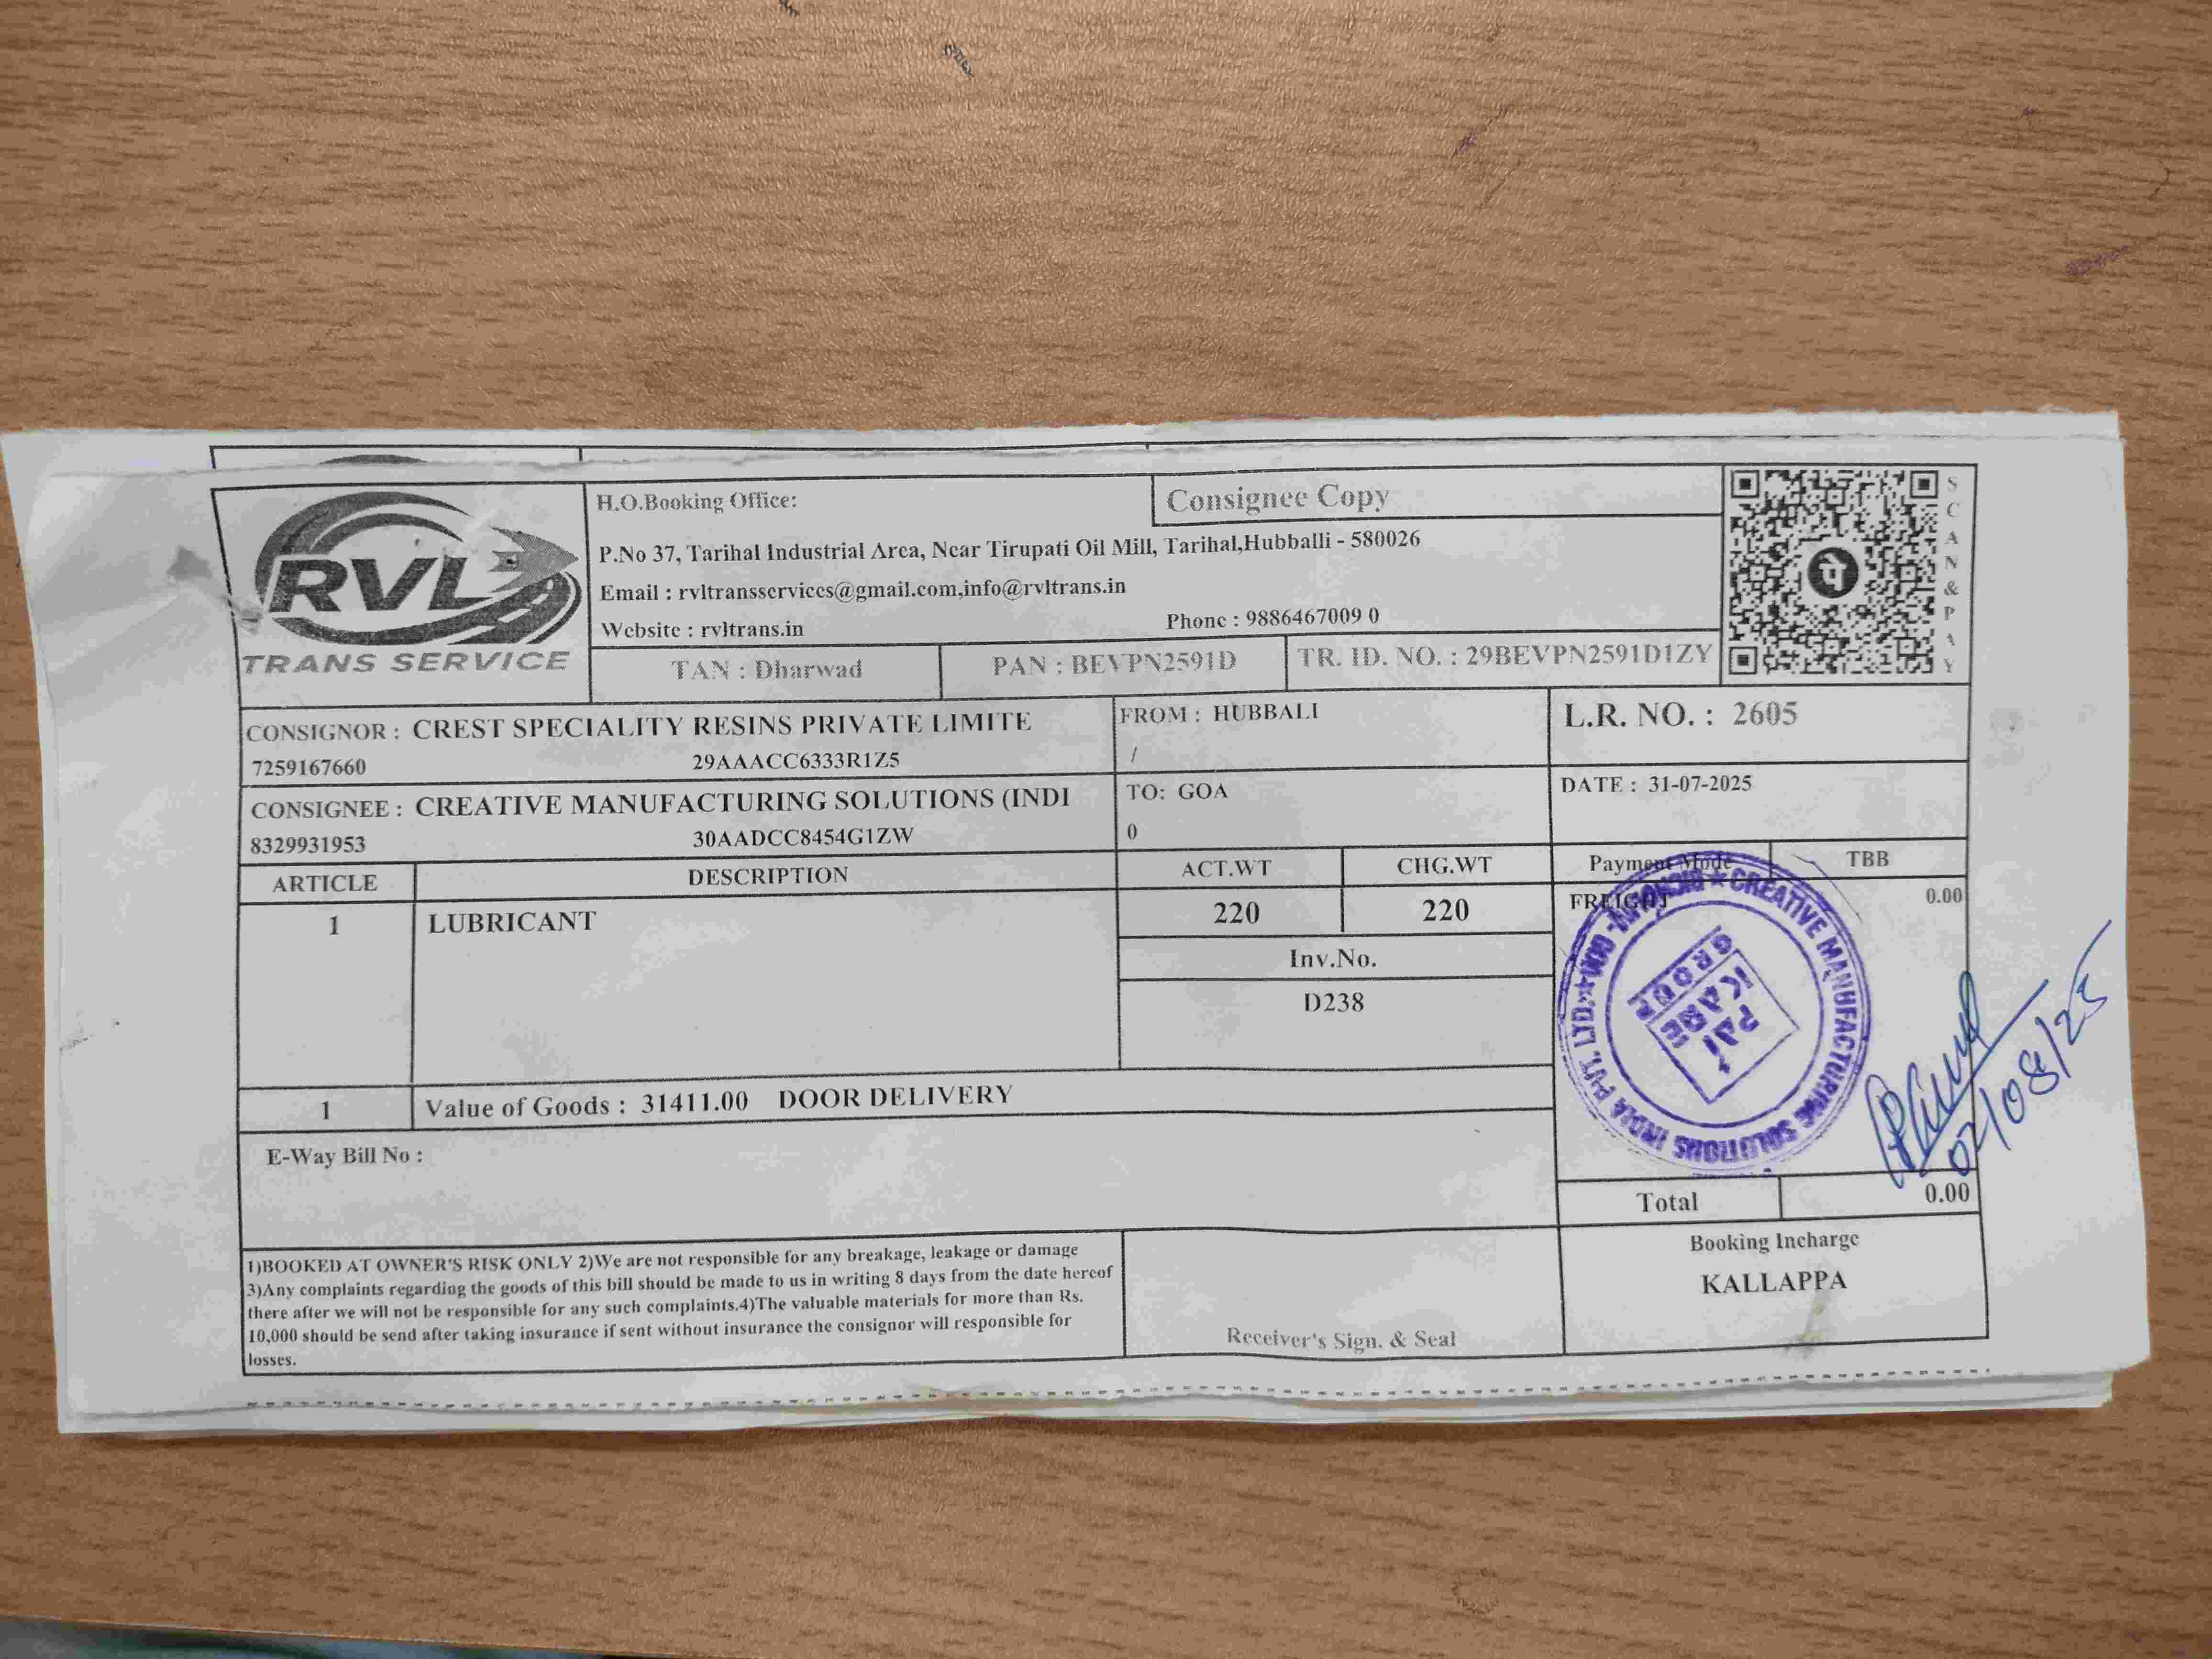 RVL
TRANS SERVICE
H.O.Booking Office:
Consignee Copy
P.No 37, Tarihal Industrial Area, Near Tirupati Oil Mill, Tarihal,Hubballi - 580026
Email : rvltransservices@gmail.com,info@rvltrans.in
Website : rvltrans.in
Phone : 9886467009 0
TAN : Dharwad
PAN : BEVPN2591D
TR. ID. NO. : 29BEVPN2591D1ZY
पे
SCAN&PAY
CONSIGNOR : CREST SPECIALITY RESINS PRIVATE LIMITE
7259167660 29AAACC6333R1Z5
FROM : HUBBALI
/
L.R. NO. : 2605
CONSIGNEE : CREATIVE MANUFACTURING SOLUTIONS (INDI
8329931953 30AADCC8454G1ZW
TO: GOA
0
DATE : 31-07-2025
ARTICLE DESCRIPTION ACT.WT CHG.WT Payment Mode TBB
1 LUBRICANT 220 220 FREIGHT 0.00
Inv.No.
D238
CREATIVE MANUFACTURING SOLUTIONS INDIA PVT. LTD.
PAI
KANE
GROUP
02/08/25
1 Value of Goods : 31411.00 DOOR DELIVERY
E-Way Bill No :
Total 0.00
1)BOOKED AT OWNER'S RISK ONLY 2)We are not responsible for any breakage, leakage or damage
3)Any complaints regarding the goods of this bill should be made to us in writing 8 days from the date hereof
there after we will not be responsible for any such complaints.4)The valuable materials for more than Rs.
10,000 should be send after taking insurance if sent without insurance the consignor will responsible for
losses.
Receiver's Sign. & Seal
Booking Incharge
KALLAPPA